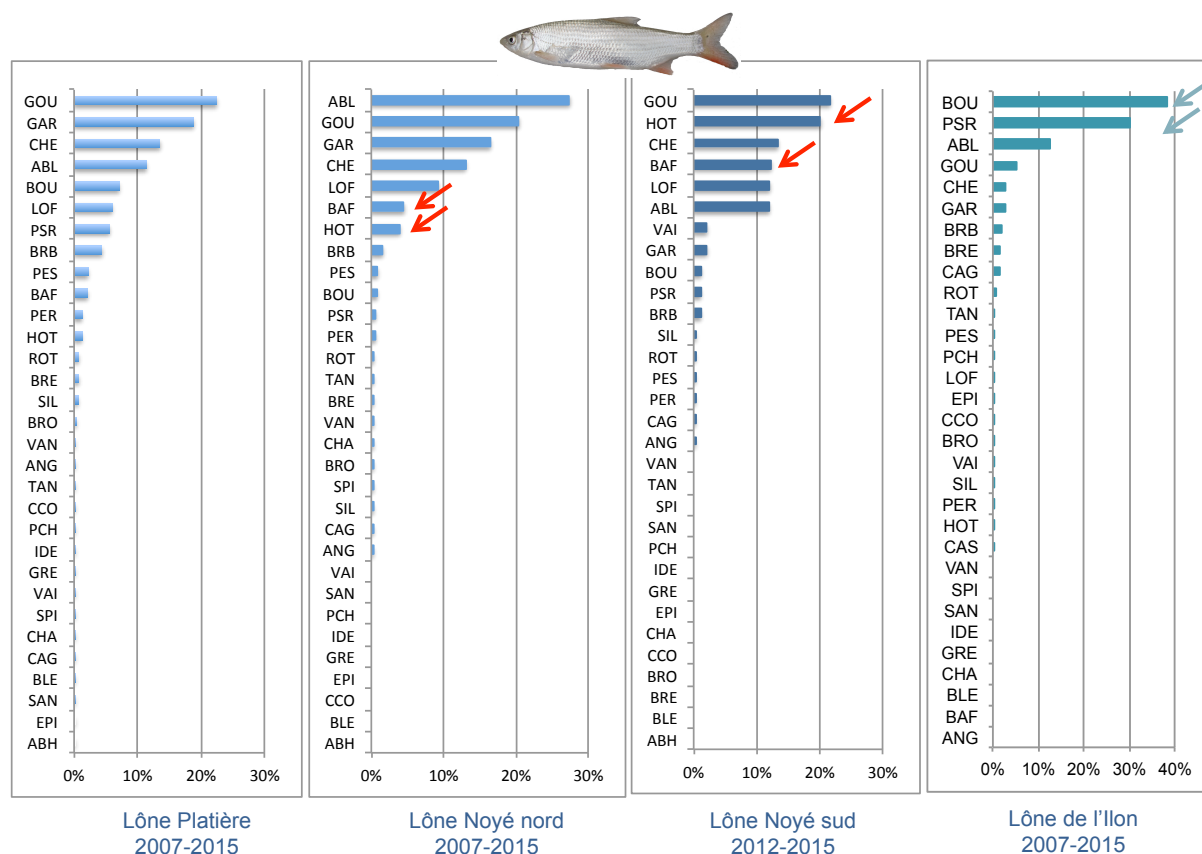 GOU
GAR
CHE
ABL
BOU
LOF
PSR
BRB
PES
BAF
PER
HOT
ROT
BRE
SIL
BRO
VAN
ANG
TAN
CCO
PCH
IDE
GRE
VAI
SPI
CHA
CAG
BLE
SAN
EPI
ABH
0% 10% 20% 30%
Lône Platière
2007-2015
ABL
GOU
GAR
CHE
LOF
BAF
HOT
BRB
PES
BOU
PSR
PER
ROT
TAN
BRE
VAN
CHA
BRO
SPI
SIL
CAG
ANG
VAI
SAN
PCH
IDE
GRE
EPI
CCO
BLE
ABH
0% 10% 20% 30%
Lône Noyé nord
2007-2015
GOU
HOT
CHE
BAF
LOF
ABL
VAI
GAR
BOU
PSR
BRB
SIL
ROT
PES
PER
CAG
ANG
VAN
TAN
SPI
SAN
PCH
IDE
GRE
EPI
CHA
CCO
BRO
BRE
BLE
ABH
0% 10% 20% 30%
Lône Noyé sud
2012-2015
BOU
PSR
ABL
GOU
CHE
GAR
BRB
BRE
CAG
ROT
TAN
PES
PCH
LOF
EPI
CCO
BRO
VAI
SIL
PER
HOT
CAS
VAN
SPI
SAN
IDE
GRE
CHA
BLE
BAF
ANG
0% 10% 20% 30% 40%
Lône de l'Ilon
2007-2015